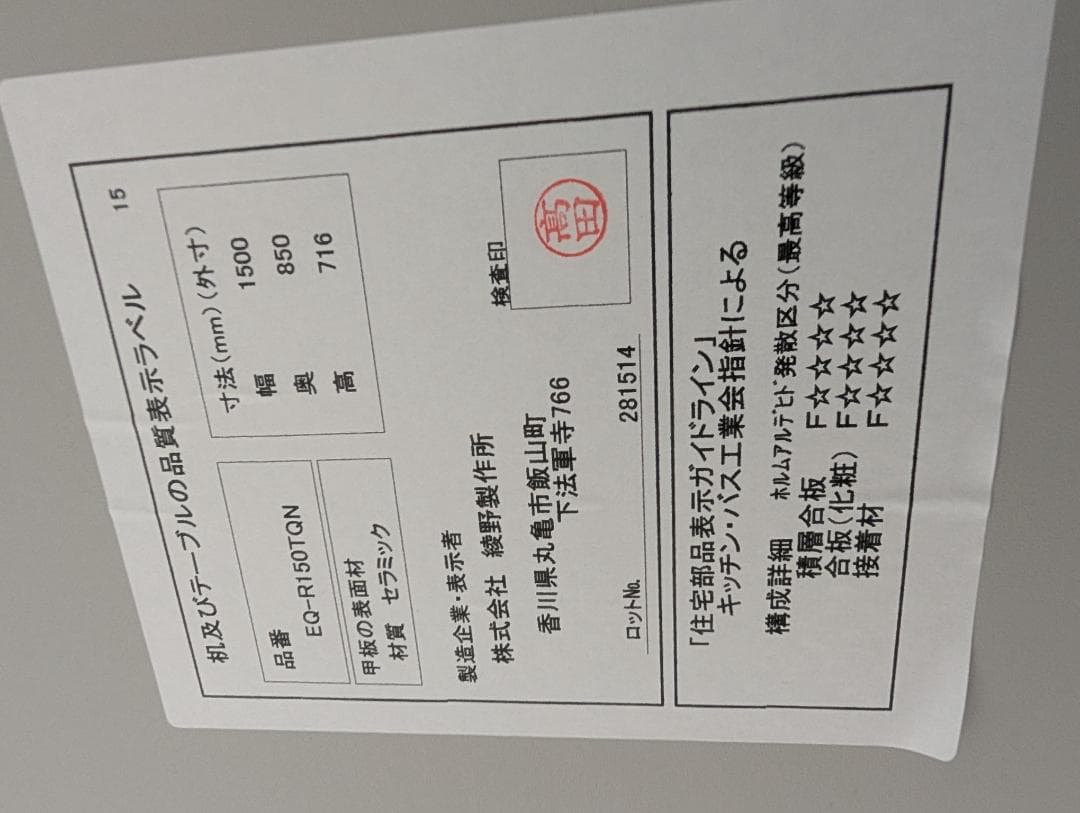 机及びテーブルの品質表示ラベル 15
品番
EQ-R150TQN
甲板の表面材
材質 セラミック
寸法(mm)(外寸)
幅 1500
奥 850
高 716
製造企業・表示者
株式会社 綾野製作所
香川県丸亀市飯山町
下法軍寺766
検査印
高田
ロットNo. 281514
「住宅部品表示ガイドライン」
キッチン・バス工業会指針による
構成詳細 ホルムアルデヒド発散区分(最高等級)
積層合板 F☆☆☆☆
合板(化粧) F☆☆☆☆
接着材 F☆☆☆☆